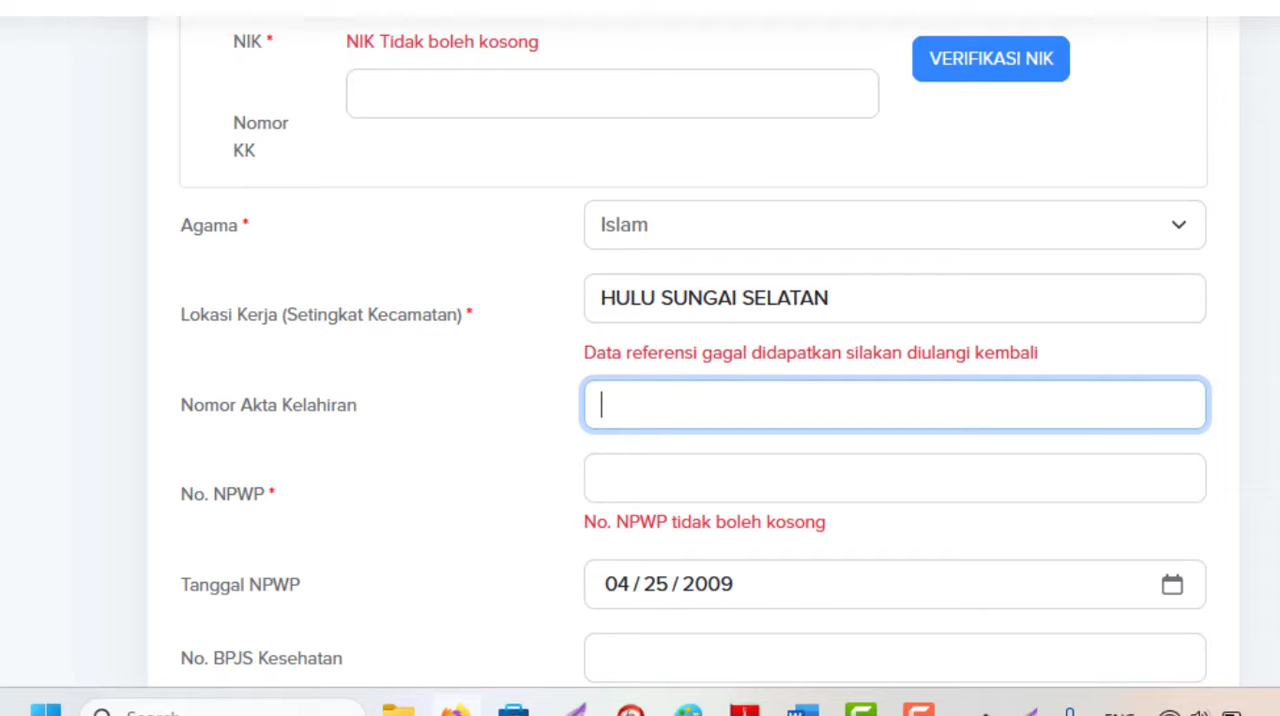 NIK *
NIK Tidak boleh kosong
VERIFIKASI NIK
Nomor
KK
Agama *
Islam
Lokasi Kerja (Setingkat Kecamatan) *
HULU SUNGAI SELATAN
Data referensi gagal didapatkan silakan diulangi kembali
Nomor Akta Kelahiran
No. NPWP *
No. NPWP tidak boleh kosong
Tanggal NPWP
04 / 25 / 2009
No. BPJS Kesehatan
Search